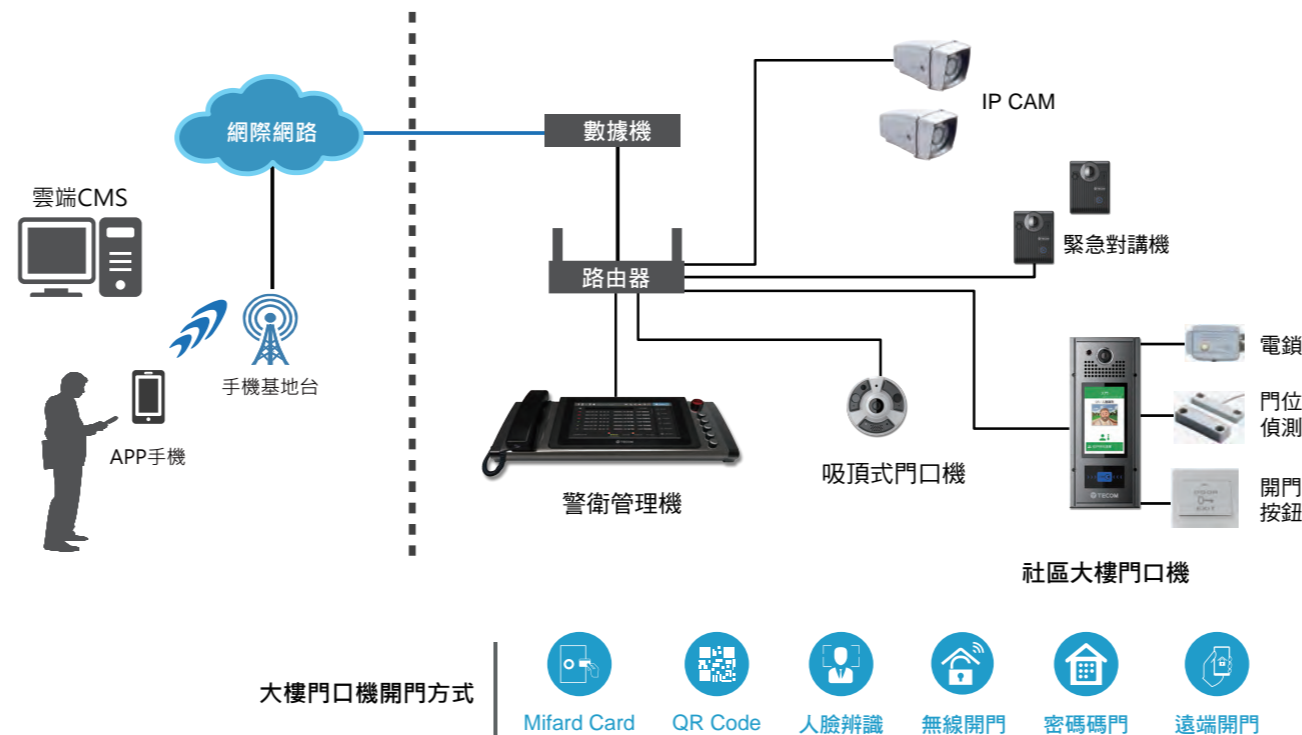 網際網路
數據機
IP CAM
雲端CMS
緊急對講機
路由器
手機基地台
APP手機
電鎖
門位
偵測
開門
按鈕
TECOM
TECOM
吸頂式門口機
警衛管理機
社區大樓門口機
大樓門口機開門方式
Mifard Card
QR Code
人臉辨識
無線開門
密碼碼門
遠端開門